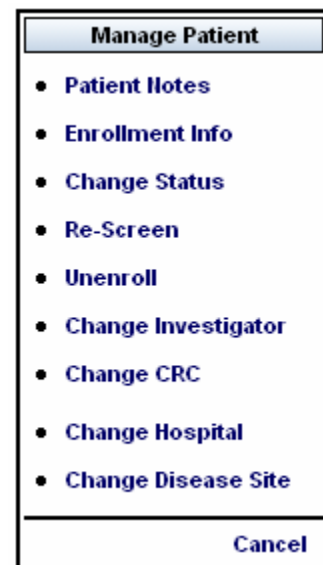 Manage Patient
Patient Notes
Enrollment Info
Change Status
Re-Screen
Unenroll
Change Investigator
Change CRC
Change Hospital
Change Disease Site
Cancel